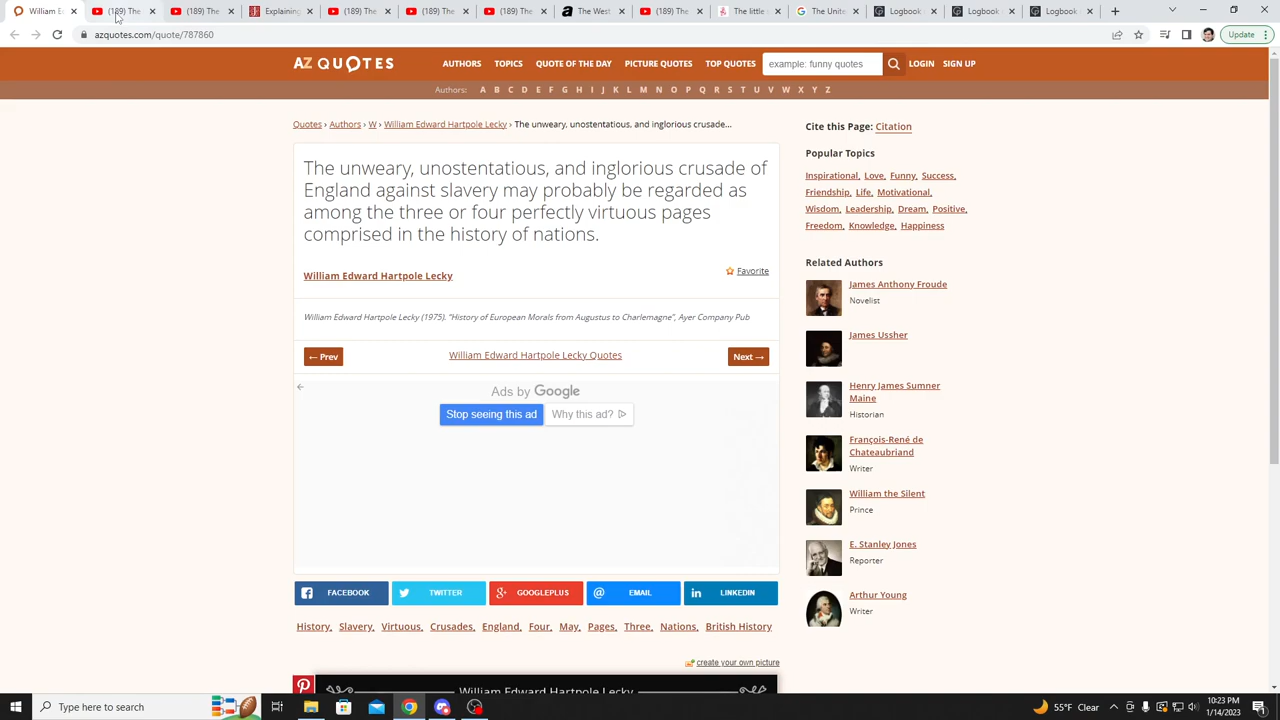 William E
(189) The
(189) The
Explaining
(189) The
(189) The
(189) The
Logbook |
Logbook |
Logbook |
azquotes.com/quote/787860
Update
AZ QUOTES
AUTHORS
TOPICS
QUOTE OF THE DAY
PICTURE QUOTES
TOP QUOTES
example: funny quotes
LOGIN
SIGN UP
Authors: A B C D E F G H I J K L M N O P Q R S T U V W X Y Z
Quotes › Authors › W › William Edward Hartpole Lecky › The unweary, unostentatious, and inglorious crusade...
The unweary, unostentatious, and inglorious crusade of
England against slavery may probably be regarded as
among the three or four perfectly virtuous pages
comprised in the history of nations.
William Edward Hartpole Lecky
Favorite
William Edward Hartpole Lecky (1975). “History of European Morals from Augustus to Charlemagne”, Ayer Company Pub
← Prev
William Edward Hartpole Lecky Quotes
Next →
Ads by Google
Stop seeing this ad
Why this ad?
FACEBOOK
TWITTER
GOOGLEPLUS
EMAIL
LINKEDIN
History, Slavery, Virtuous, Crusades, England, Four, May, Pages, Three, Nations, British History
create your own picture
William Edward Hartpole Lecky
Cite this Page: Citation
Popular Topics
Inspirational, Love, Funny, Success,
Friendship, Life, Motivational,
Wisdom, Leadership, Dream, Positive,
Freedom, Knowledge, Happiness
Related Authors
James Anthony Froude
Novelist
James Ussher
Henry James Sumner
Maine
Historian
François-René de
Chateaubriand
Writer
William the Silent
Prince
E. Stanley Jones
Reporter
Arthur Young
Writer
Type here to search
55°F Clear
10:23 PM
1/14/2023